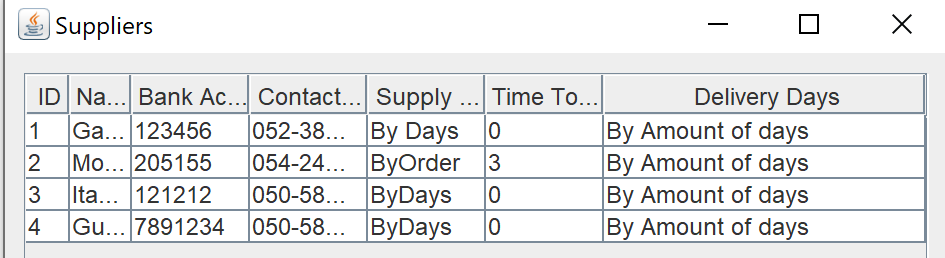 Suppliers
ID Na... Bank Ac... Contact... Supply ... Time To... Delivery Days
1 Ga... 123456 052-38... By Days 0 By Amount of days
2 Mo... 205155 054-24... ByOrder 3 By Amount of days
3 Ita... 121212 050-58... ByDays 0 By Amount of days
4 Gu... 7891234 050-58... ByDays 0 By Amount of days